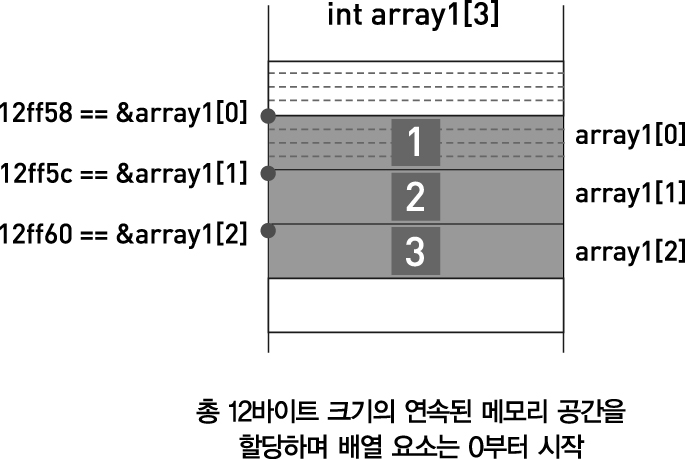 int array1[3]
12ff58 == &array1[0]
1
array1[0]
12ff5c == &array1[1]
2
array1[1]
12ff60 == &array1[2]
3
array1[2]
총 12바이트 크기의 연속된 메모리 공간을
할당하며 배열 요소는 0부터 시작